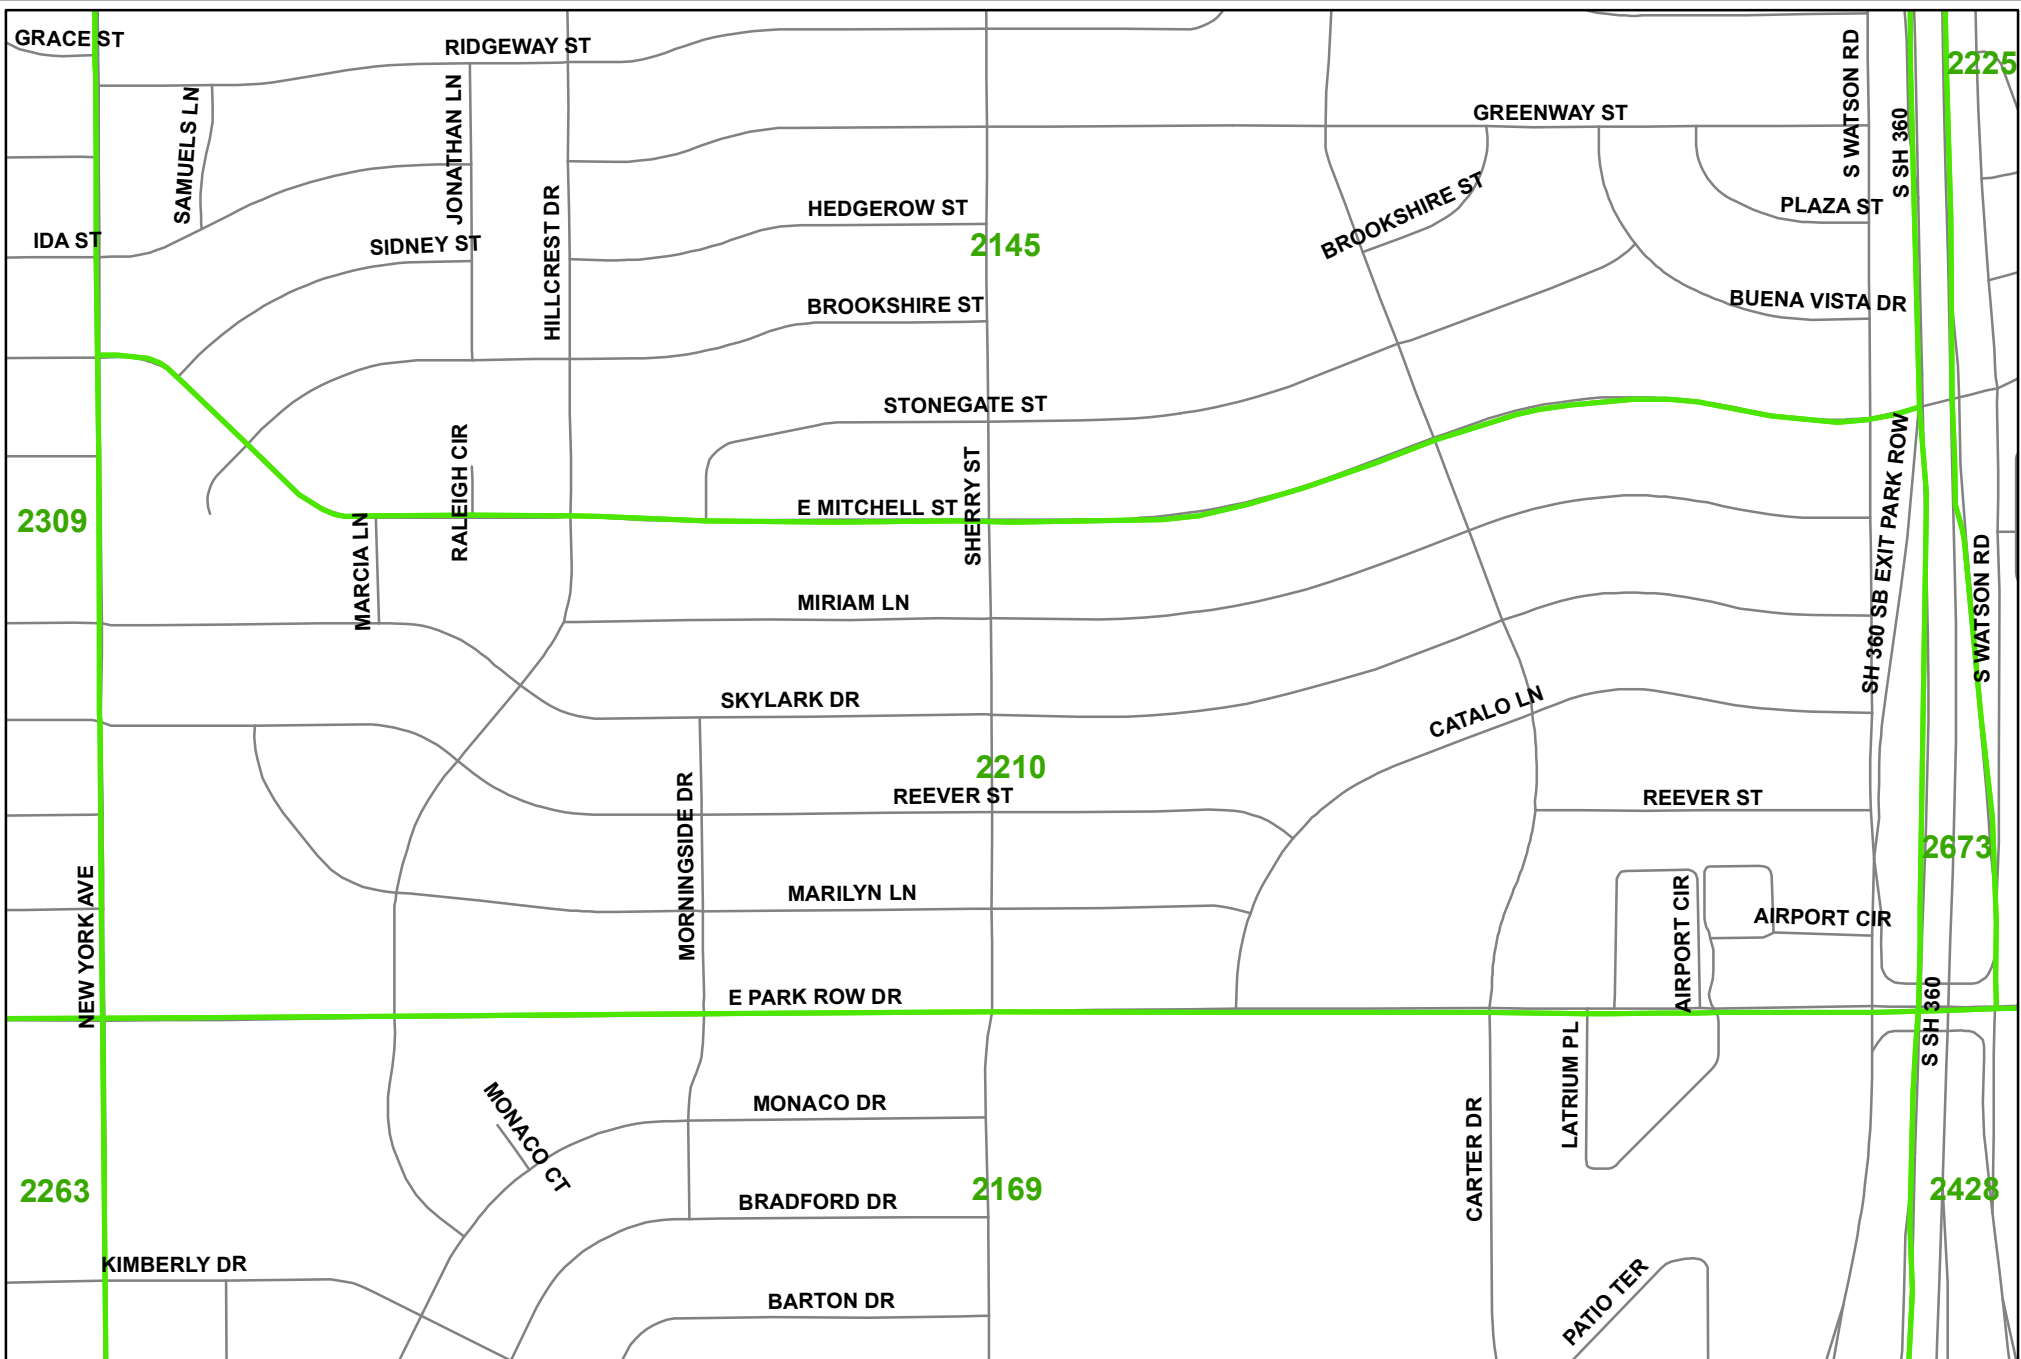 GRACE ST
RIDGEWAY ST
S WATSON RD
2225
SAMUELS LN
JONATHAN LN
GREENWAY ST
S SH 360
HILLCREST DR
HEDGEROW ST
BROOKSHIRE ST
PLAZA ST
IDA ST
SIDNEY ST
2145
BROOKSHIRE ST
BUENA VISTA DR
STONEGATE ST
RALEIGH CIR
SHERRY ST
SH 360 SB EXIT PARK ROW
2309
E MITCHELL ST
MARCIA LN
S WATSON RD
MIRIAM LN
SKYLARK DR
CATALO LN
2210
MORNINGSIDE DR
REEVER ST
REEVER ST
2673
NEW YORK AVE
MARILYN LN
AIRPORT CIR
AIRPORT CIR
E PARK ROW DR
S SH 360
LATRIUM PL
MONACO CT
MONACO DR
CARTER DR
2263
2169
2428
BRADFORD DR
KIMBERLY DR
PATIO TER
BARTON DR